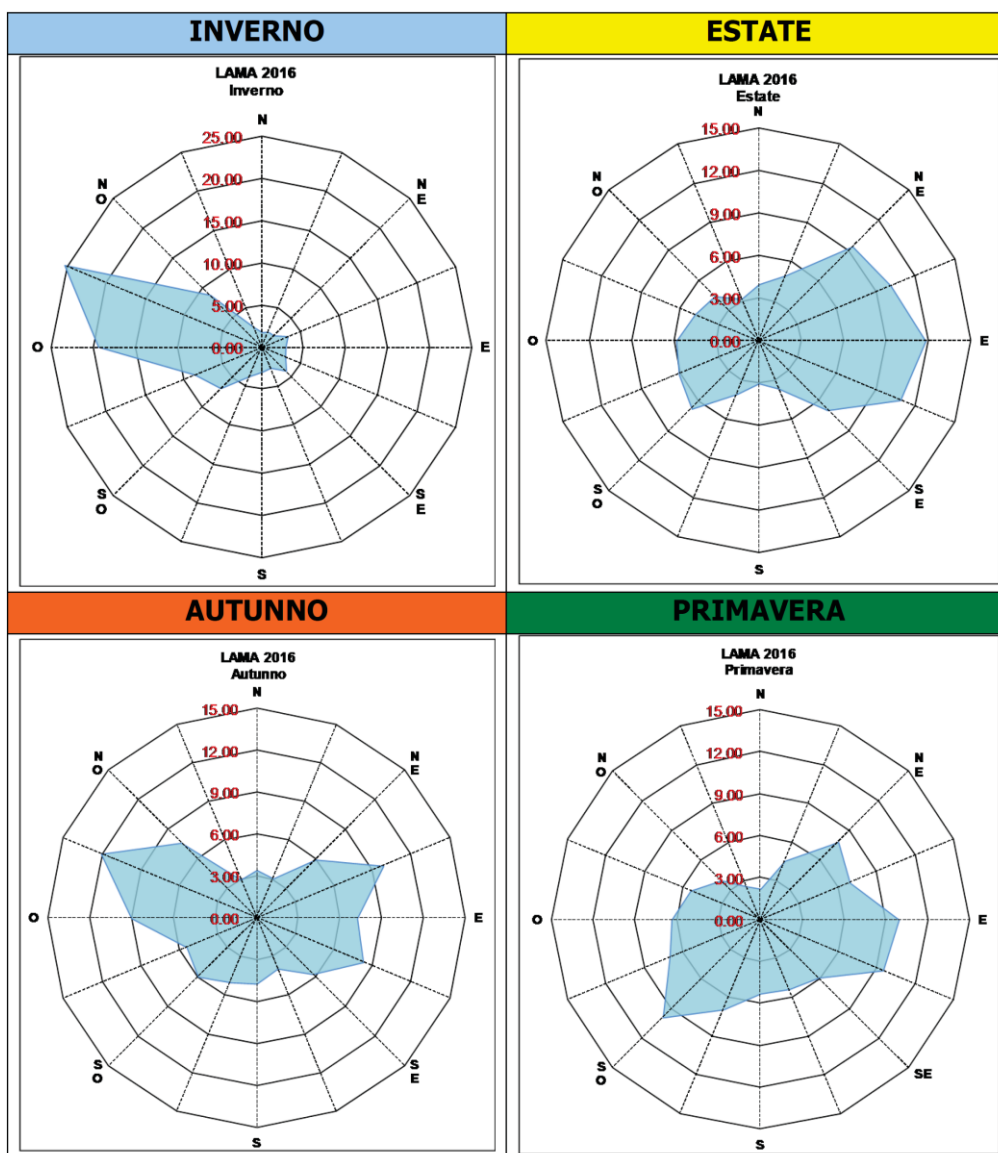 INVERNO
LAMA 2016
Inverno
N
25.00
20.00
15.00
10.00
5.00
0.00
N
E
E
S
E
S
S
O
O
N
O
ESTATE
LAMA 2016
Estate
N
15.00
12.00
9.00
6.00
3.00
0.00
N
E
E
S
E
S
S
O
O
N
O
AUTUNNO
LAMA 2016
Autunno
N
15.00
12.00
9.00
6.00
3.00
0.00
N
E
E
S
E
S
S
O
O
N
O
PRIMAVERA
LAMA 2016
Primavera
N
15.00
12.00
9.00
6.00
3.00
0.00
N
E
E
SE
S
S
O
O
N
O